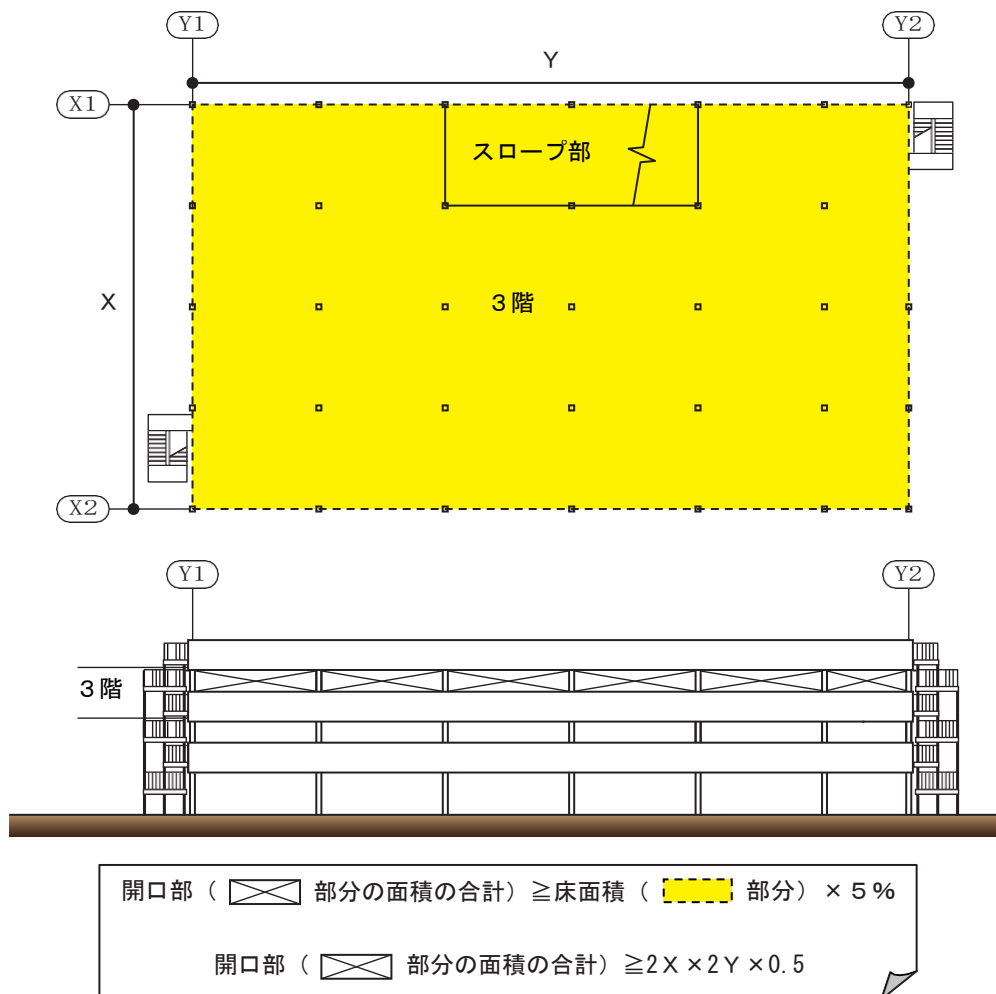 Y1
Y2
Y
X1
スロープ部
X
3階
X2
Y1
Y2
3階
開口部(部分の面積の合計)≧床面積(部分)×5%
開口部(部分の面積の合計)≧2X×2Y×0.5